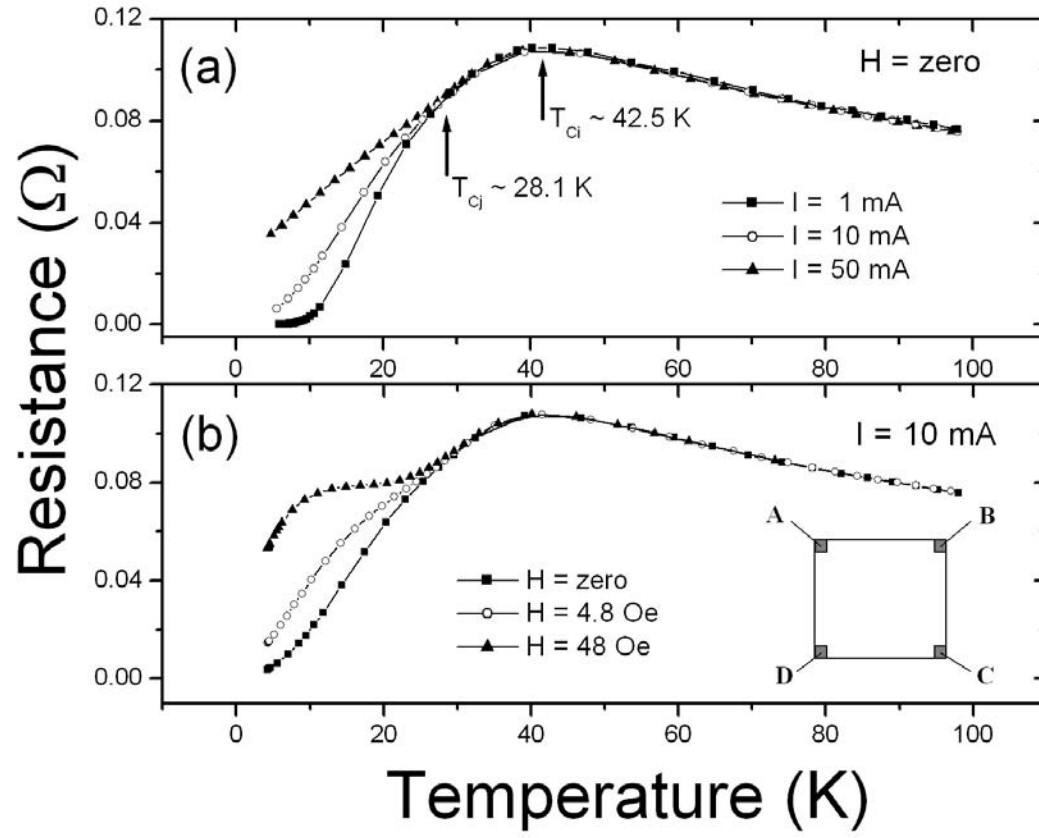 Resistance (Ω)
0.12
0.08
0.04
0.00
(a)
H = zero
T_Ci ~ 42.5 K
T_Cj ~ 28.1 K
I = 1 mA
I = 10 mA
I = 50 mA
0 20 40 60 80 100
0.12
0.08
0.04
0.00
(b)
I = 10 mA
A B
H = zero
H = 4.8 Oe
H = 48 Oe
D C
0 20 40 60 80 100
Temperature (K)